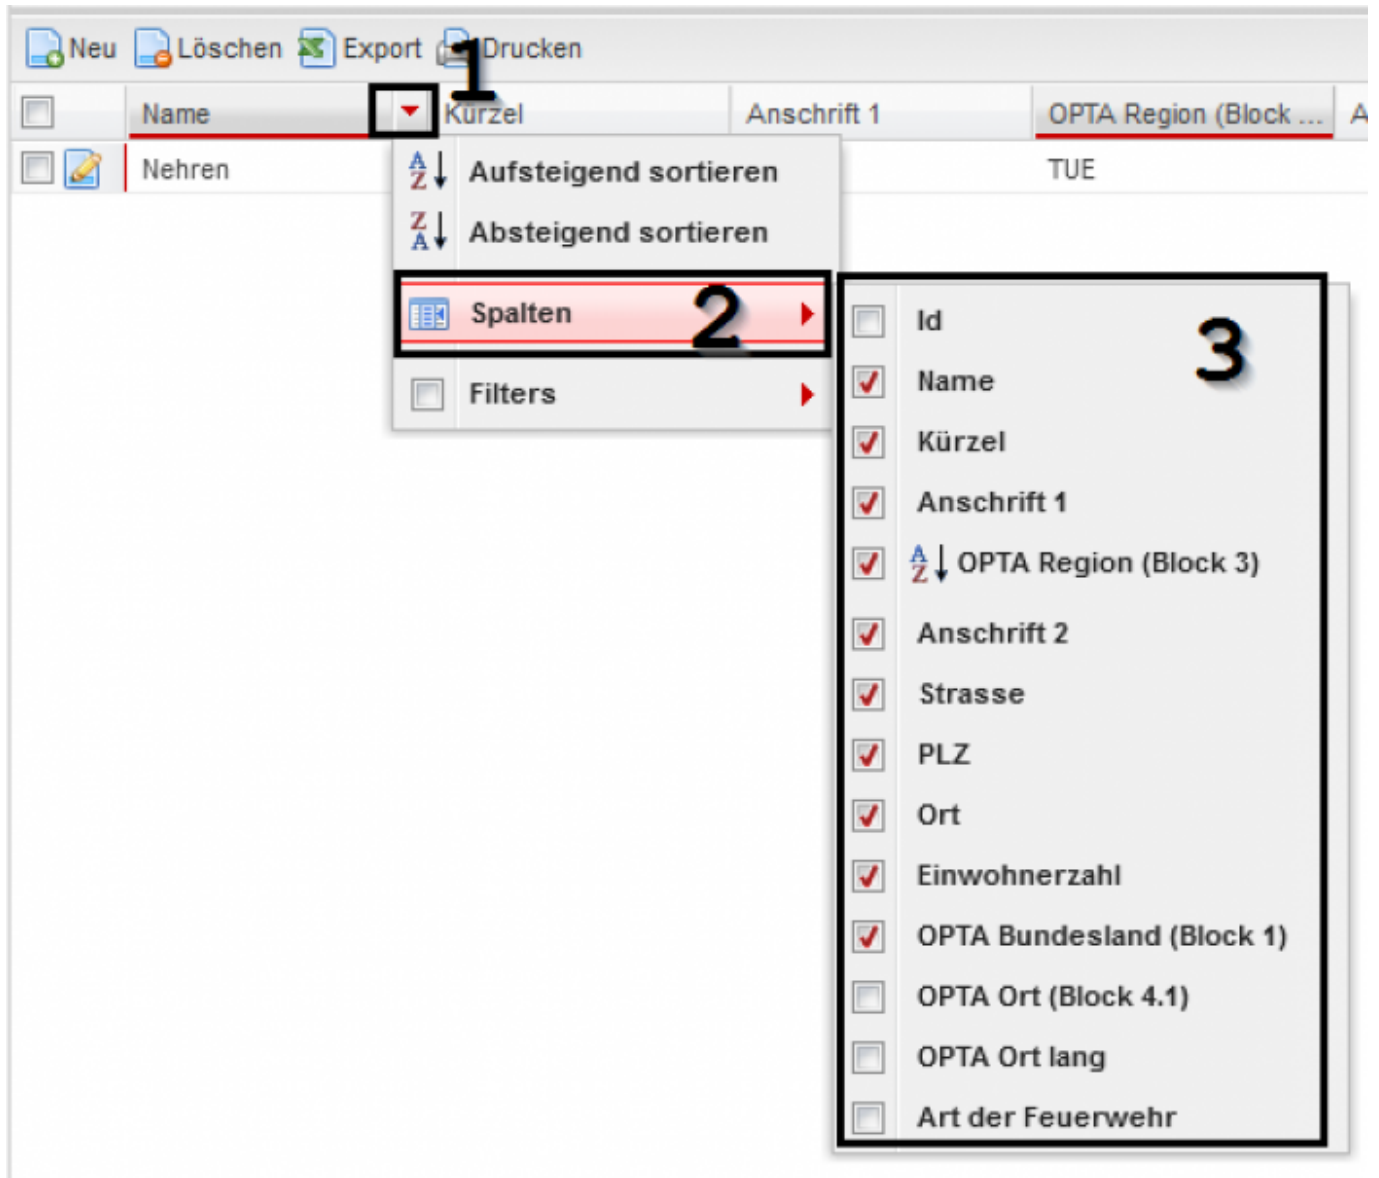 Neu Löschen Export Drucken
1
Name Kürzel Anschrift 1 OPTA Region (Block ... A
Nehren TUE
Aufsteigend sortieren
Absteigend sortieren
Spalten 2
Filters
3
Id
Name
Kürzel
Anschrift 1
OPTA Region (Block 3)
Anschrift 2
Strasse
PLZ
Ort
Einwohnerzahl
OPTA Bundesland (Block 1)
OPTA Ort (Block 4.1)
OPTA Ort lang
Art der Feuerwehr